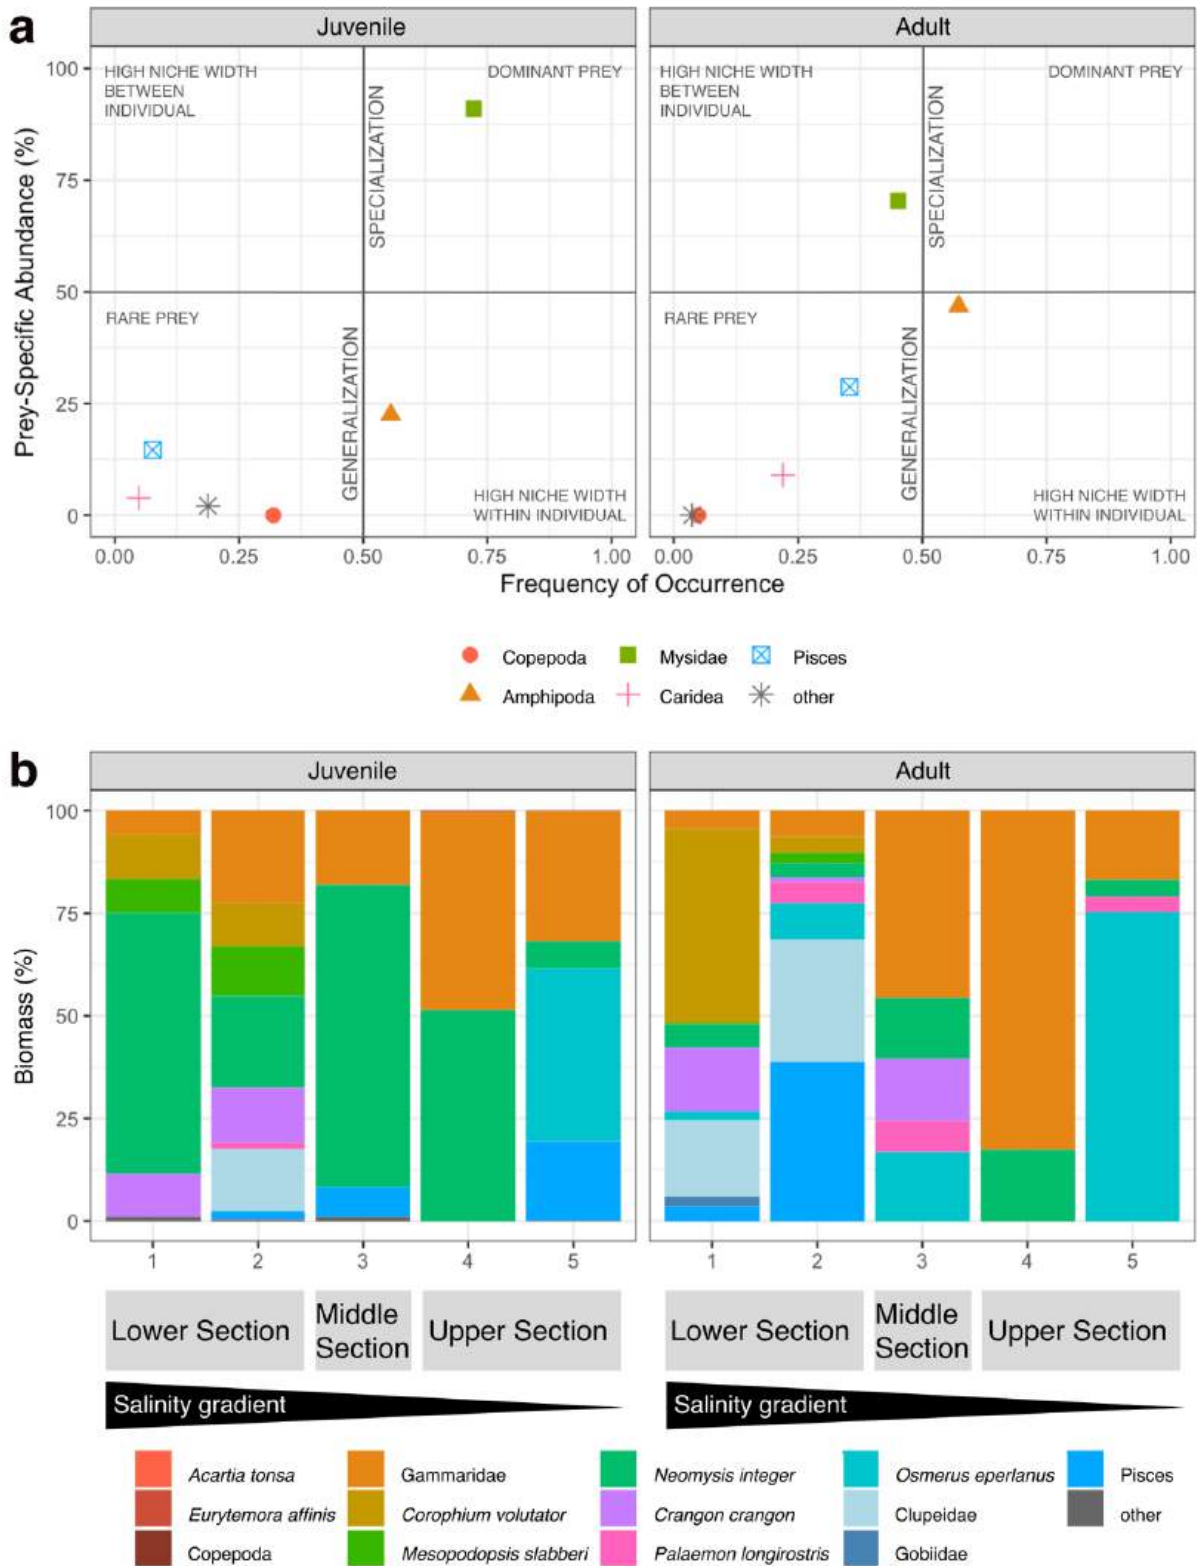 a
Juvenile
Adult
Prey-Specific Abundance (%)
100
75
50
25
0
HIGH NICHE WIDTH
BETWEEN
INDIVIDUAL
DOMINANT PREY
SPECIALIZATION
RARE PREY
GENERALIZATION
HIGH NICHE WIDTH
WITHIN INDIVIDUAL
HIGH NICHE WIDTH
BETWEEN
INDIVIDUAL
DOMINANT PREY
SPECIALIZATION
RARE PREY
GENERALIZATION
HIGH NICHE WIDTH
WITHIN INDIVIDUAL
0.00 0.25 0.50 0.75 1.00
0.00 0.25 0.50 0.75 1.00
Frequency of Occurrence
Copepoda Mysidae Pisces
Amphipoda Caridea other
b
Juvenile
Adult
Biomass (%)
100
75
50
25
0
1 2 3 4 5
1 2 3 4 5
Lower Section
Middle
Section
Upper Section
Lower Section
Middle
Section
Upper Section
Salinity gradient
Salinity gradient
Acartia tonsa Gammaridae Neomysis integer Osmerus eperlanus Pisces
Eurytemora affinis Corophium volutator Crangon crangon Clupeidae other
Copepoda Mesopodopsis slabberi Palaemon longirostris Gobiidae